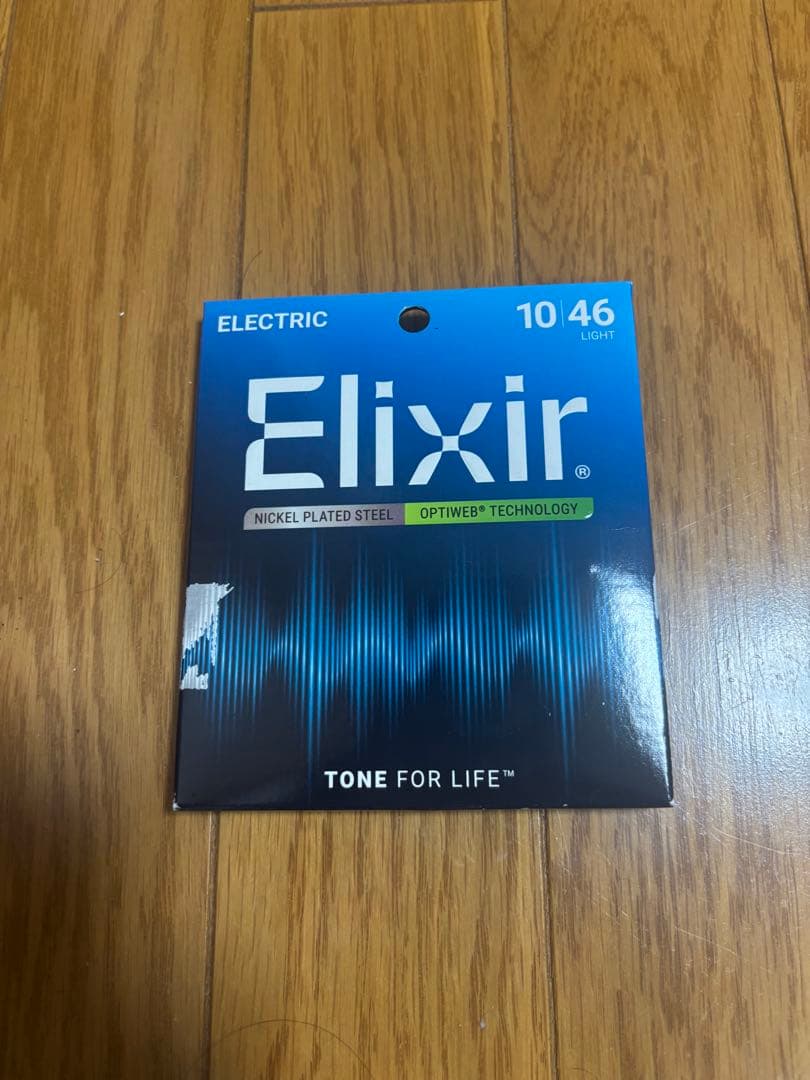 ELECTRIC
10|46
LIGHT
Elixir®
NICKEL PLATED STEEL OPTIWEB® TECHNOLOGY
TONE FOR LIFE™